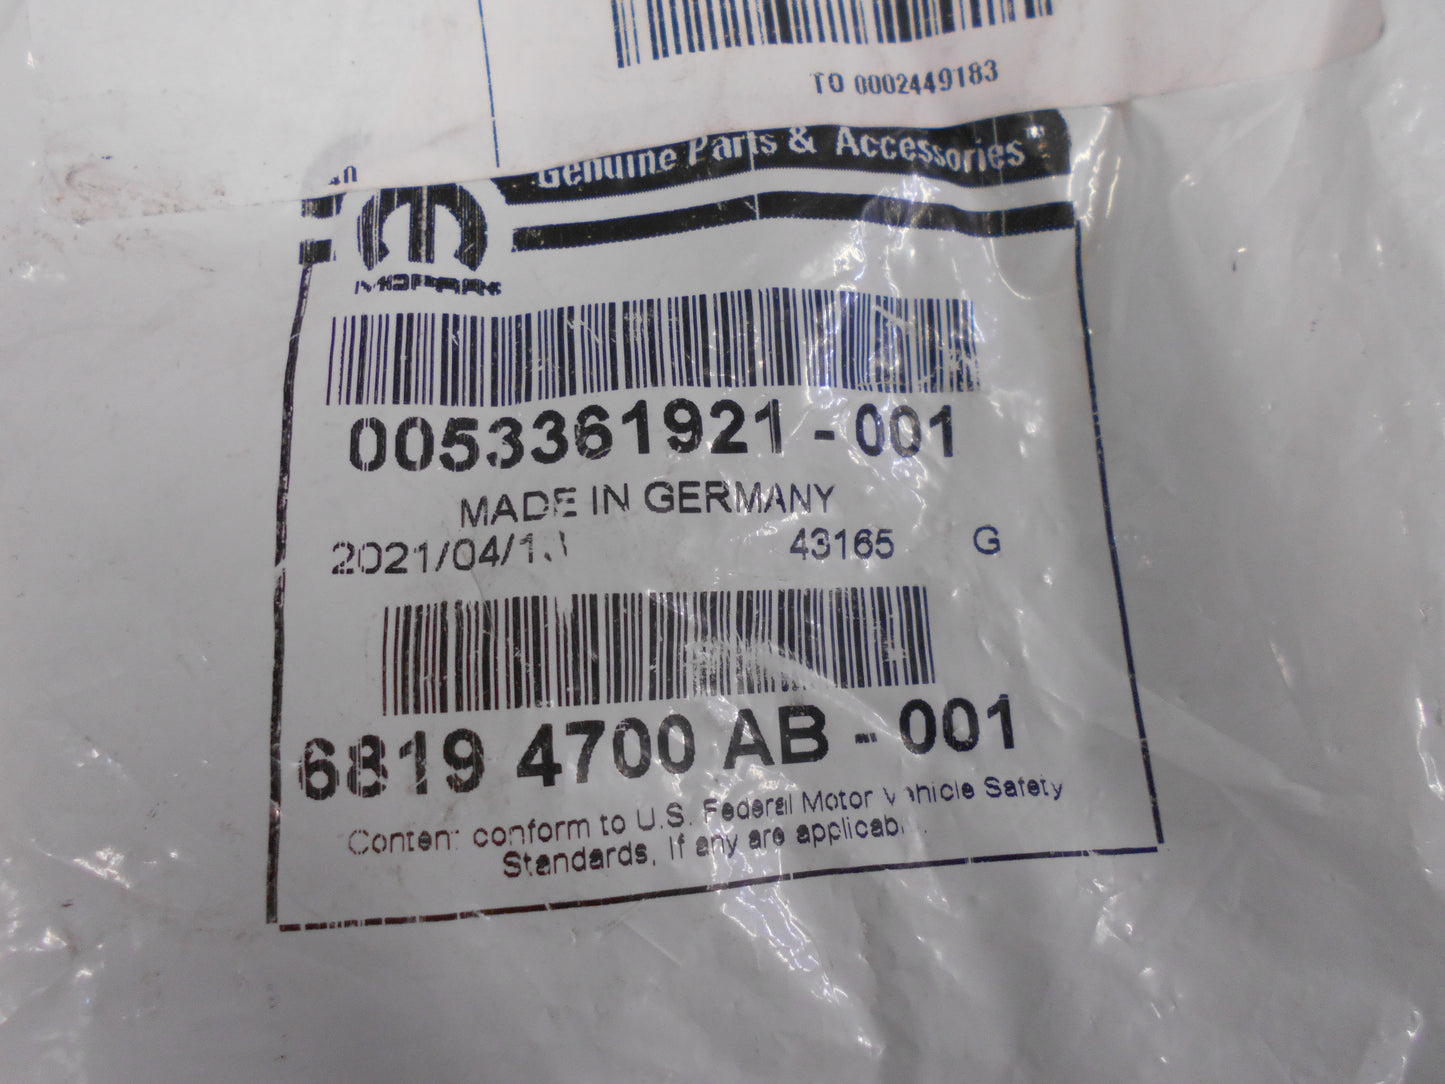 TO 0002449183
Genuine Parts & Accessories
MOPAR
0053361921-001
MADE IN GERMANY
43165 G
6819 4700 AB-001
Content conform to U.S. Federal Motor Vehicle Safety
Standards, If any are applicable.